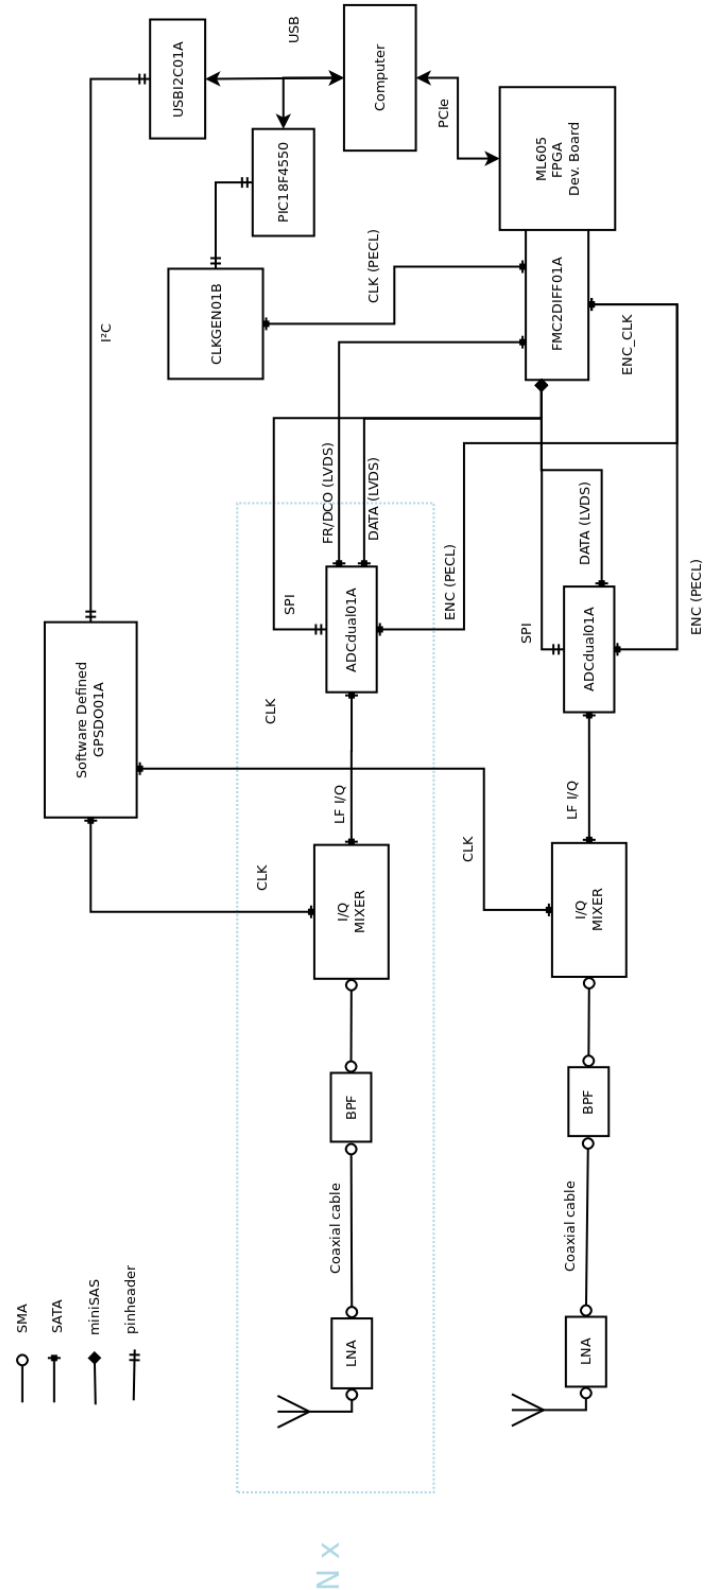 USB
USBI2C01A
Computer
PCIe
PIC18F4550
ML605
FPGA
Dev. Board
CLKGEN01B
CLK (PECL)
FMC2DIFF01A
I²C
ENC_CLK
FR/DCO (LVDS)
DATA (LVDS)
DATA (LVDS)
SPI
ENC (PECL)
ENC (PECL)
SPI
ADCdual01A
ADCdual01A
Software Defined
GPSDO01A
CLK
LF I/Q
LF I/Q
CLK
CLK
I/Q
MIXER
I/Q
MIXER
BPF
BPF
Coaxial cable
Coaxial cable
LNA
LNA
SMA
SATA
miniSAS
pinheader
N x